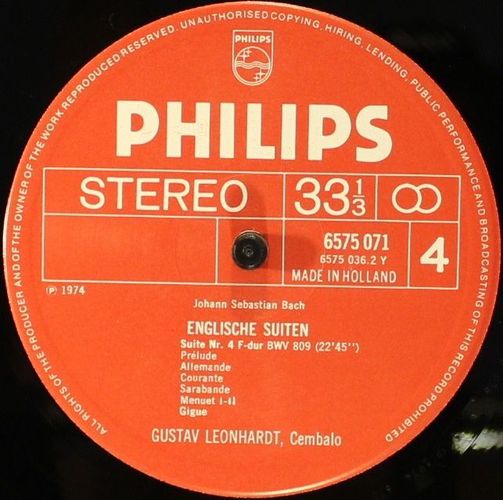 ALL RIGHTS OF THE PRODUCER AND OF THE OWNER OF THE WORK REPRODUCED RESERVED. UNAUTHORISED COPYING, HIRING, LENDING, PUBLIC PERFORMANCE AND BROADCASTING OF THIS RECORD PROHIBITED
PHILIPS
PHILIPS
STEREO 33 1/3
6575 071
6575 036.2 Y
MADE IN HOLLAND
4
Ⓟ 1974
Johann Sebastian Bach
ENGLISCHE SUITEN
Suite Nr. 4 F-dur BWV 809 (22'45'')
Prélude
Allemande
Courante
Sarabande
Menuet I-II
Gigue
GUSTAV LEONHARDT, Cembalo